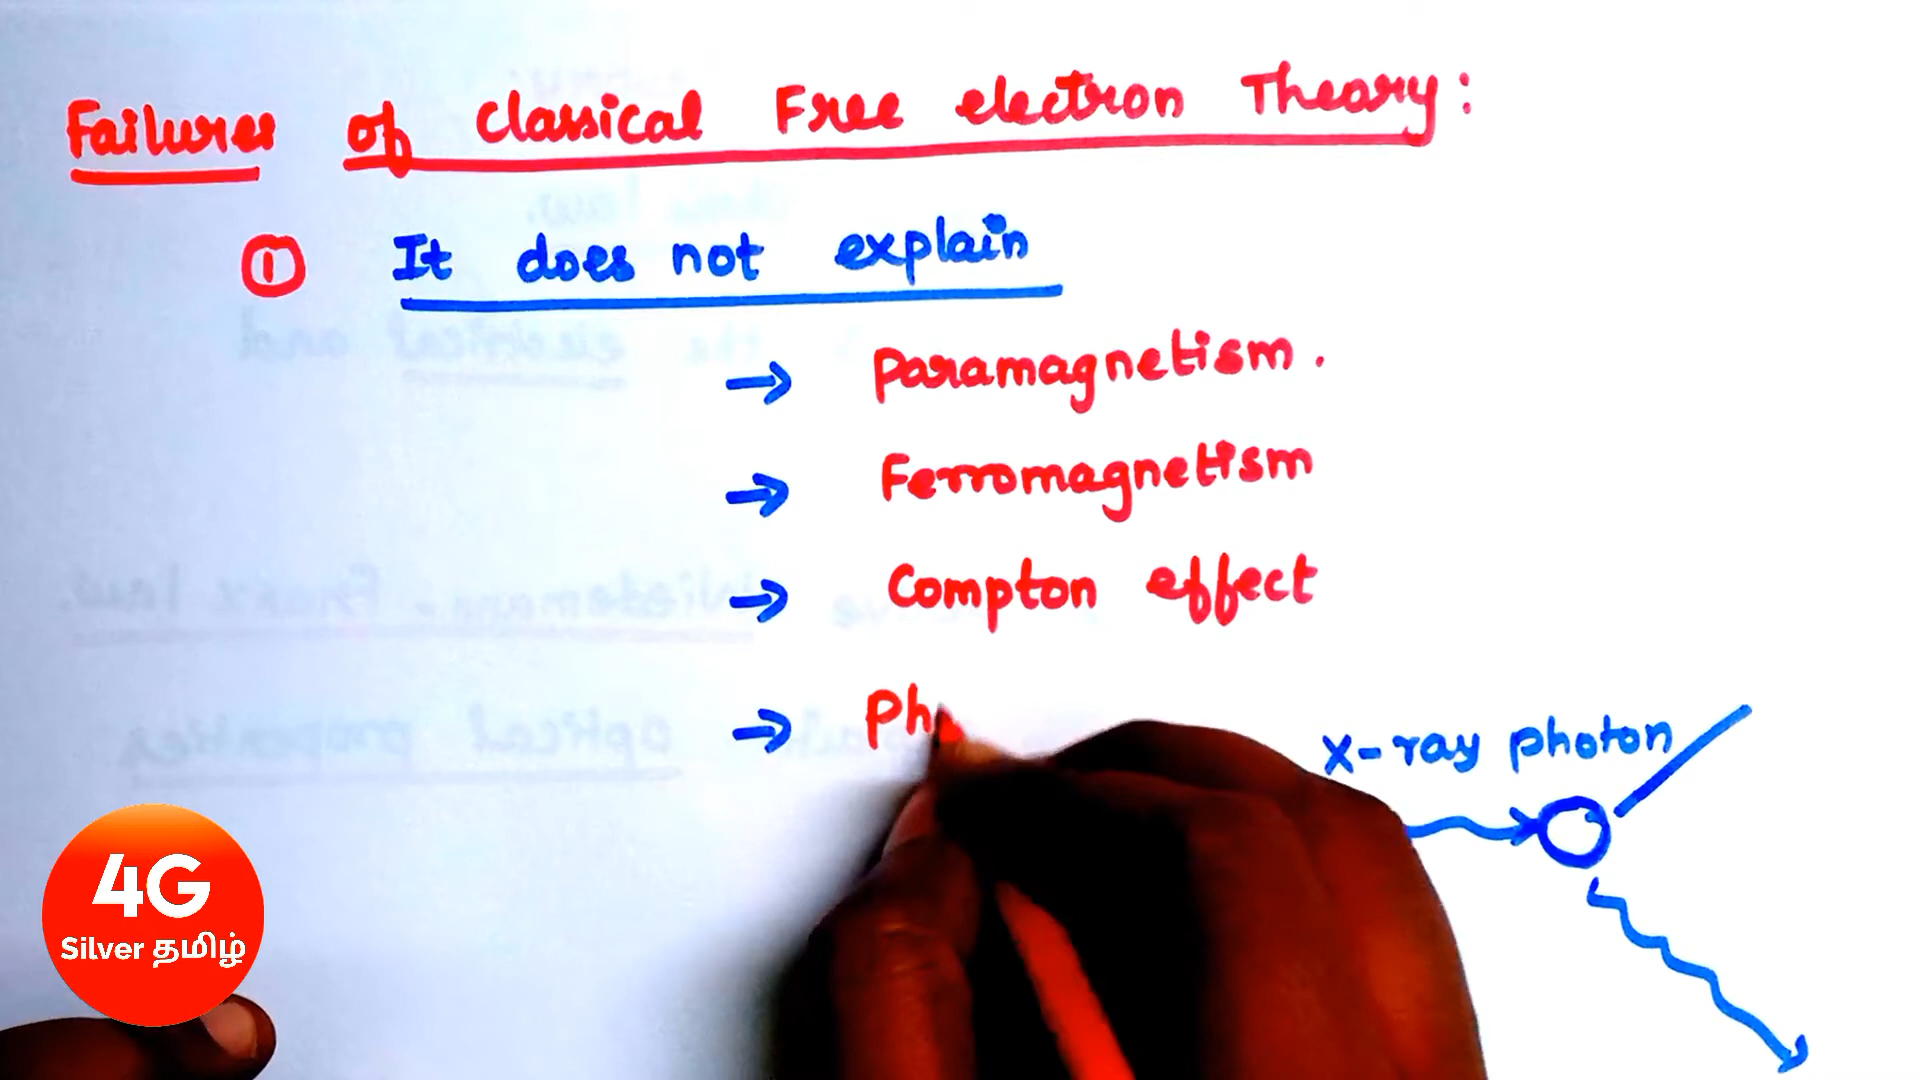 Failures of classical Free electron Theory:
① It does not explain
→ Paramagnetism.
→ Ferromagnetism
→ Compton effect
→ Ph
X-ray photon
4G
Silver தமிழ்